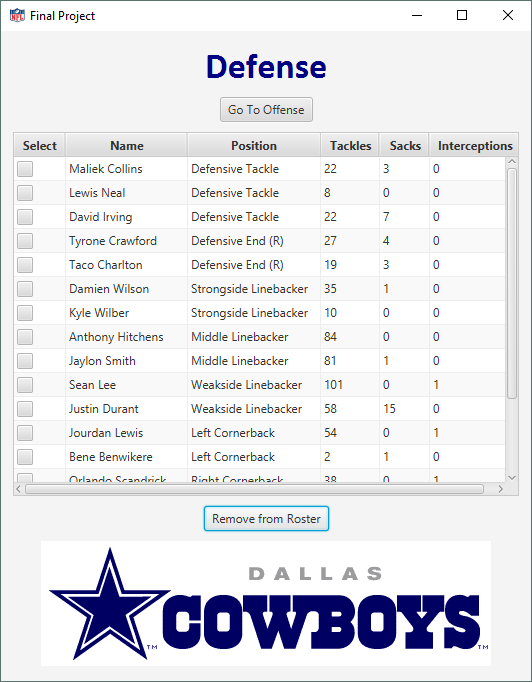 NFL Final Project
Defense
Go To Offense
Select Name Position Tackles Sacks Interceptions
Maliek Collins Defensive Tackle 22 3 0
Lewis Neal Defensive Tackle 8 0 0
David Irving Defensive Tackle 22 7 0
Tyrone Crawford Defensive End (R) 27 4 0
Taco Charlton Defensive End (R) 19 3 0
Damien Wilson Strongside Linebacker 35 1 0
Kyle Wilber Strongside Linebacker 10 0 0
Anthony Hitchens Middle Linebacker 84 0 0
Jaylon Smith Middle Linebacker 81 1 0
Sean Lee Weakside Linebacker 101 0 1
Justin Durant Weakside Linebacker 58 15 0
Jourdan Lewis Left Cornerback 54 0 1
Bene Benwikere Left Cornerback 2 1 0
Orlando Scandrick Right Cornerback 38 0 1
Remove from Roster
DALLAS
TM COWBOYS TM